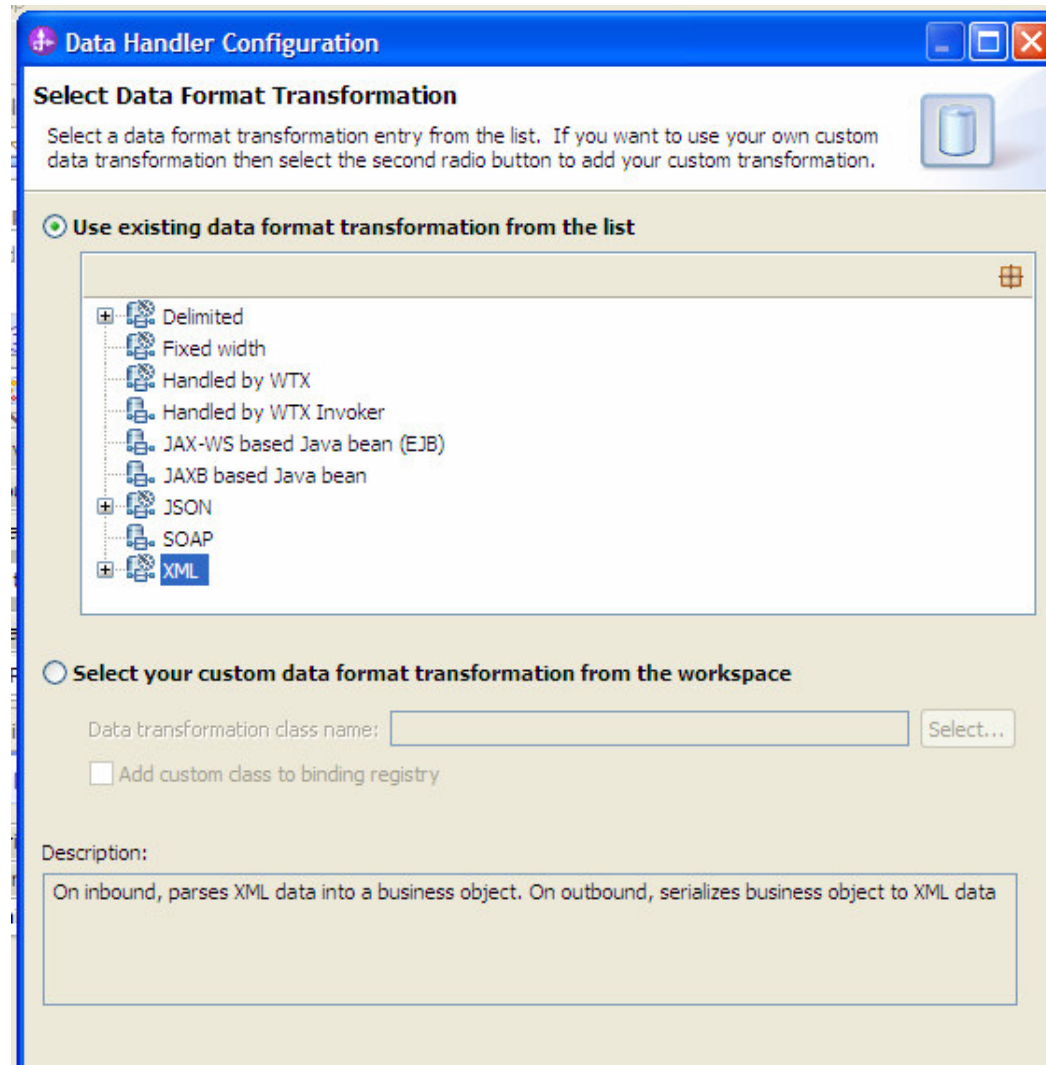 Data Handler Configuration
Select Data Format Transformation
Select a data format transformation entry from the list. If you want to use your own custom
data transformation then select the second radio button to add your custom transformation.
Use existing data format transformation from the list
Delimited
Fixed width
Handled by WTX
Handled by WTX Invoker
JAX-WS based Java bean (EJB)
JAXB based Java bean
JSON
SOAP
XML
Select your custom data format transformation from the workspace
Data transformation class name:
Select...
Add custom class to binding registry
Description:
On inbound, parses XML data into a business object. On outbound, serializes business object to XML data